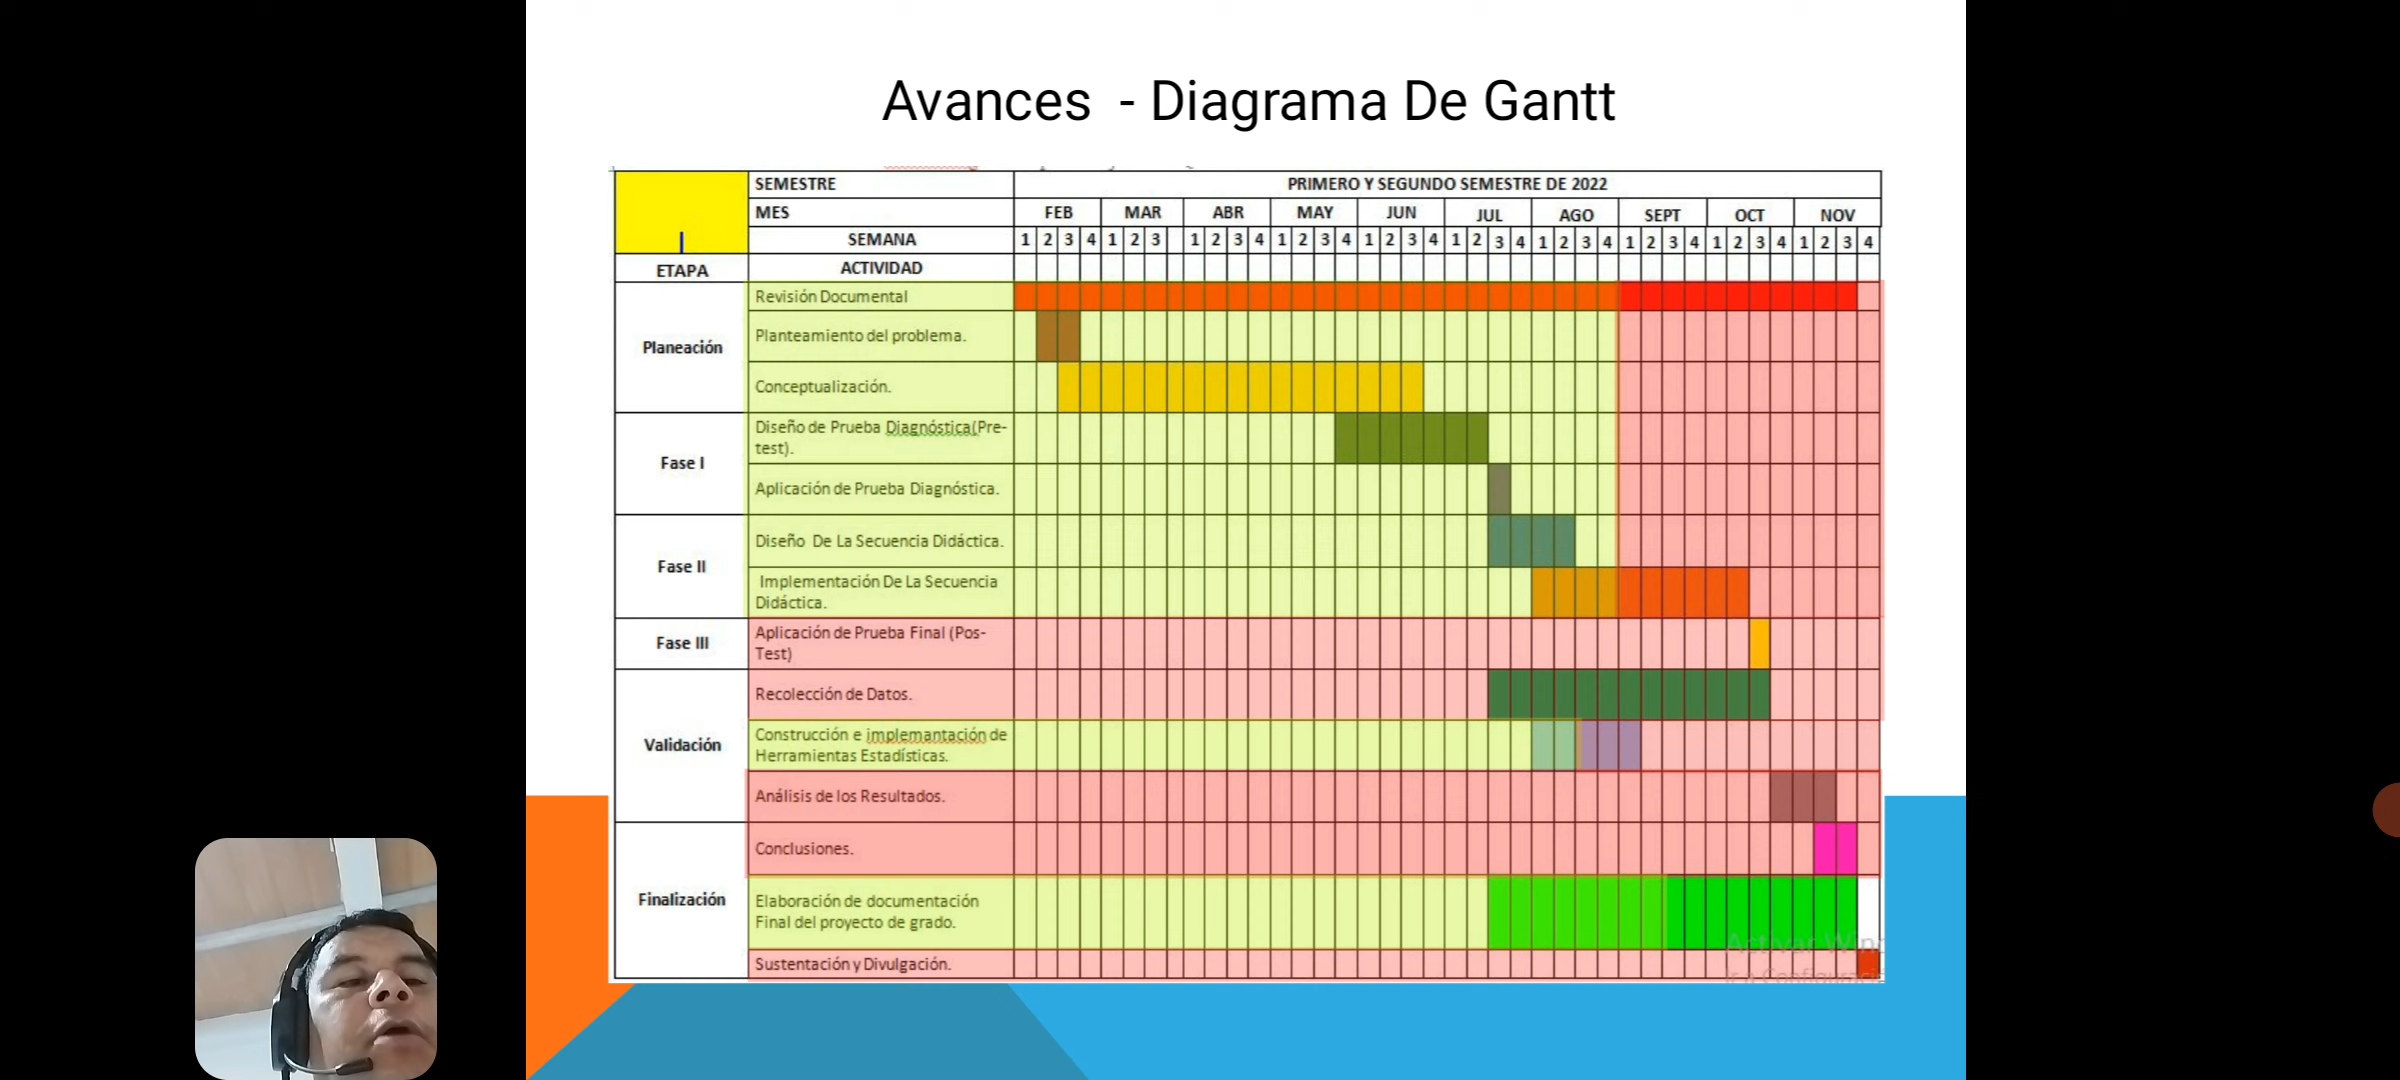 Avances - Diagrama De Gantt
SEMESTRE PRIMERO Y SEGUNDO SEMESTRE DE 2022
MES FEB MAR ABR MAY JUN JUL AGO SEPT OCT NOV
SEMANA 1 2 3 4 1 2 3 1 2 3 4 1 2 3 4 1 2 3 4 1 2 3 4 1 2 3 4 1 2 3 4 1 2 3 4 1 2 3 4
ETAPA ACTIVIDAD
Planeación
Revisión Documental
Planteamiento del problema.
Conceptualización.
Fase I
Diseño de Prueba Diagnóstica(Pre-
test).
Aplicación de Prueba Diagnóstica.
Fase II
Diseño De La Secuencia Didáctica.
Implementación De La Secuencia
Didáctica.
Fase III
Aplicación de Prueba Final (Pos-
Test)
Validación
Recolección de Datos.
Construcción e implemantación de
Herramientas Estadísticas.
Análisis de los Resultados.
Finalización
Conclusiones.
Elaboración de documentación
Final del proyecto de grado.
Sustentación y Divulgación.
Activar Win